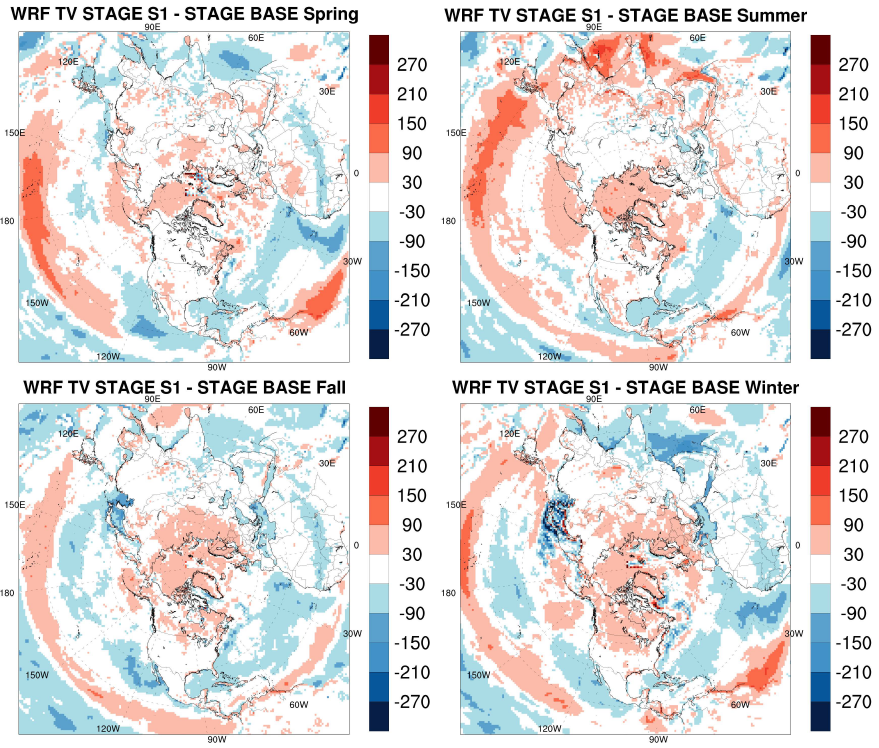 WRF TV STAGE S1 - STAGE BASE Spring
90E
60E
120E
30E
150E
0
180
30W
150W
60W
120W
90W
270
210
150
90
30
-30
-90
-150
-210
-270
WRF TV STAGE S1 - STAGE BASE Summer
90E
60E
120E
30E
150E
0
180
30W
150W
60W
120W
90W
270
210
150
90
30
-30
-90
-150
-210
-270
WRF TV STAGE S1 - STAGE BASE Fall
90E
60E
120E
30E
150E
0
180
30W
150W
60W
120W
90W
270
210
150
90
30
-30
-90
-150
-210
-270
WRF TV STAGE S1 - STAGE BASE Winter
90E
60E
120E
30E
150E
0
180
30W
150W
60W
120W
90W
270
210
150
90
30
-30
-90
-150
-210
-270